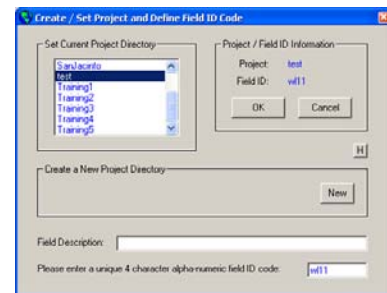 Create / Set Project and Define Field ID Code
Set Current Project Directory
SanJacinto
test
Training1
Training2
Training3
Training4
Training5
Project / Field ID Information
Project: test
Field ID: wl11
OK Cancel
H
Create a New Project Directory
New
Field Description:
Please enter a unique 4 character alpha-numeric field ID code: wl11